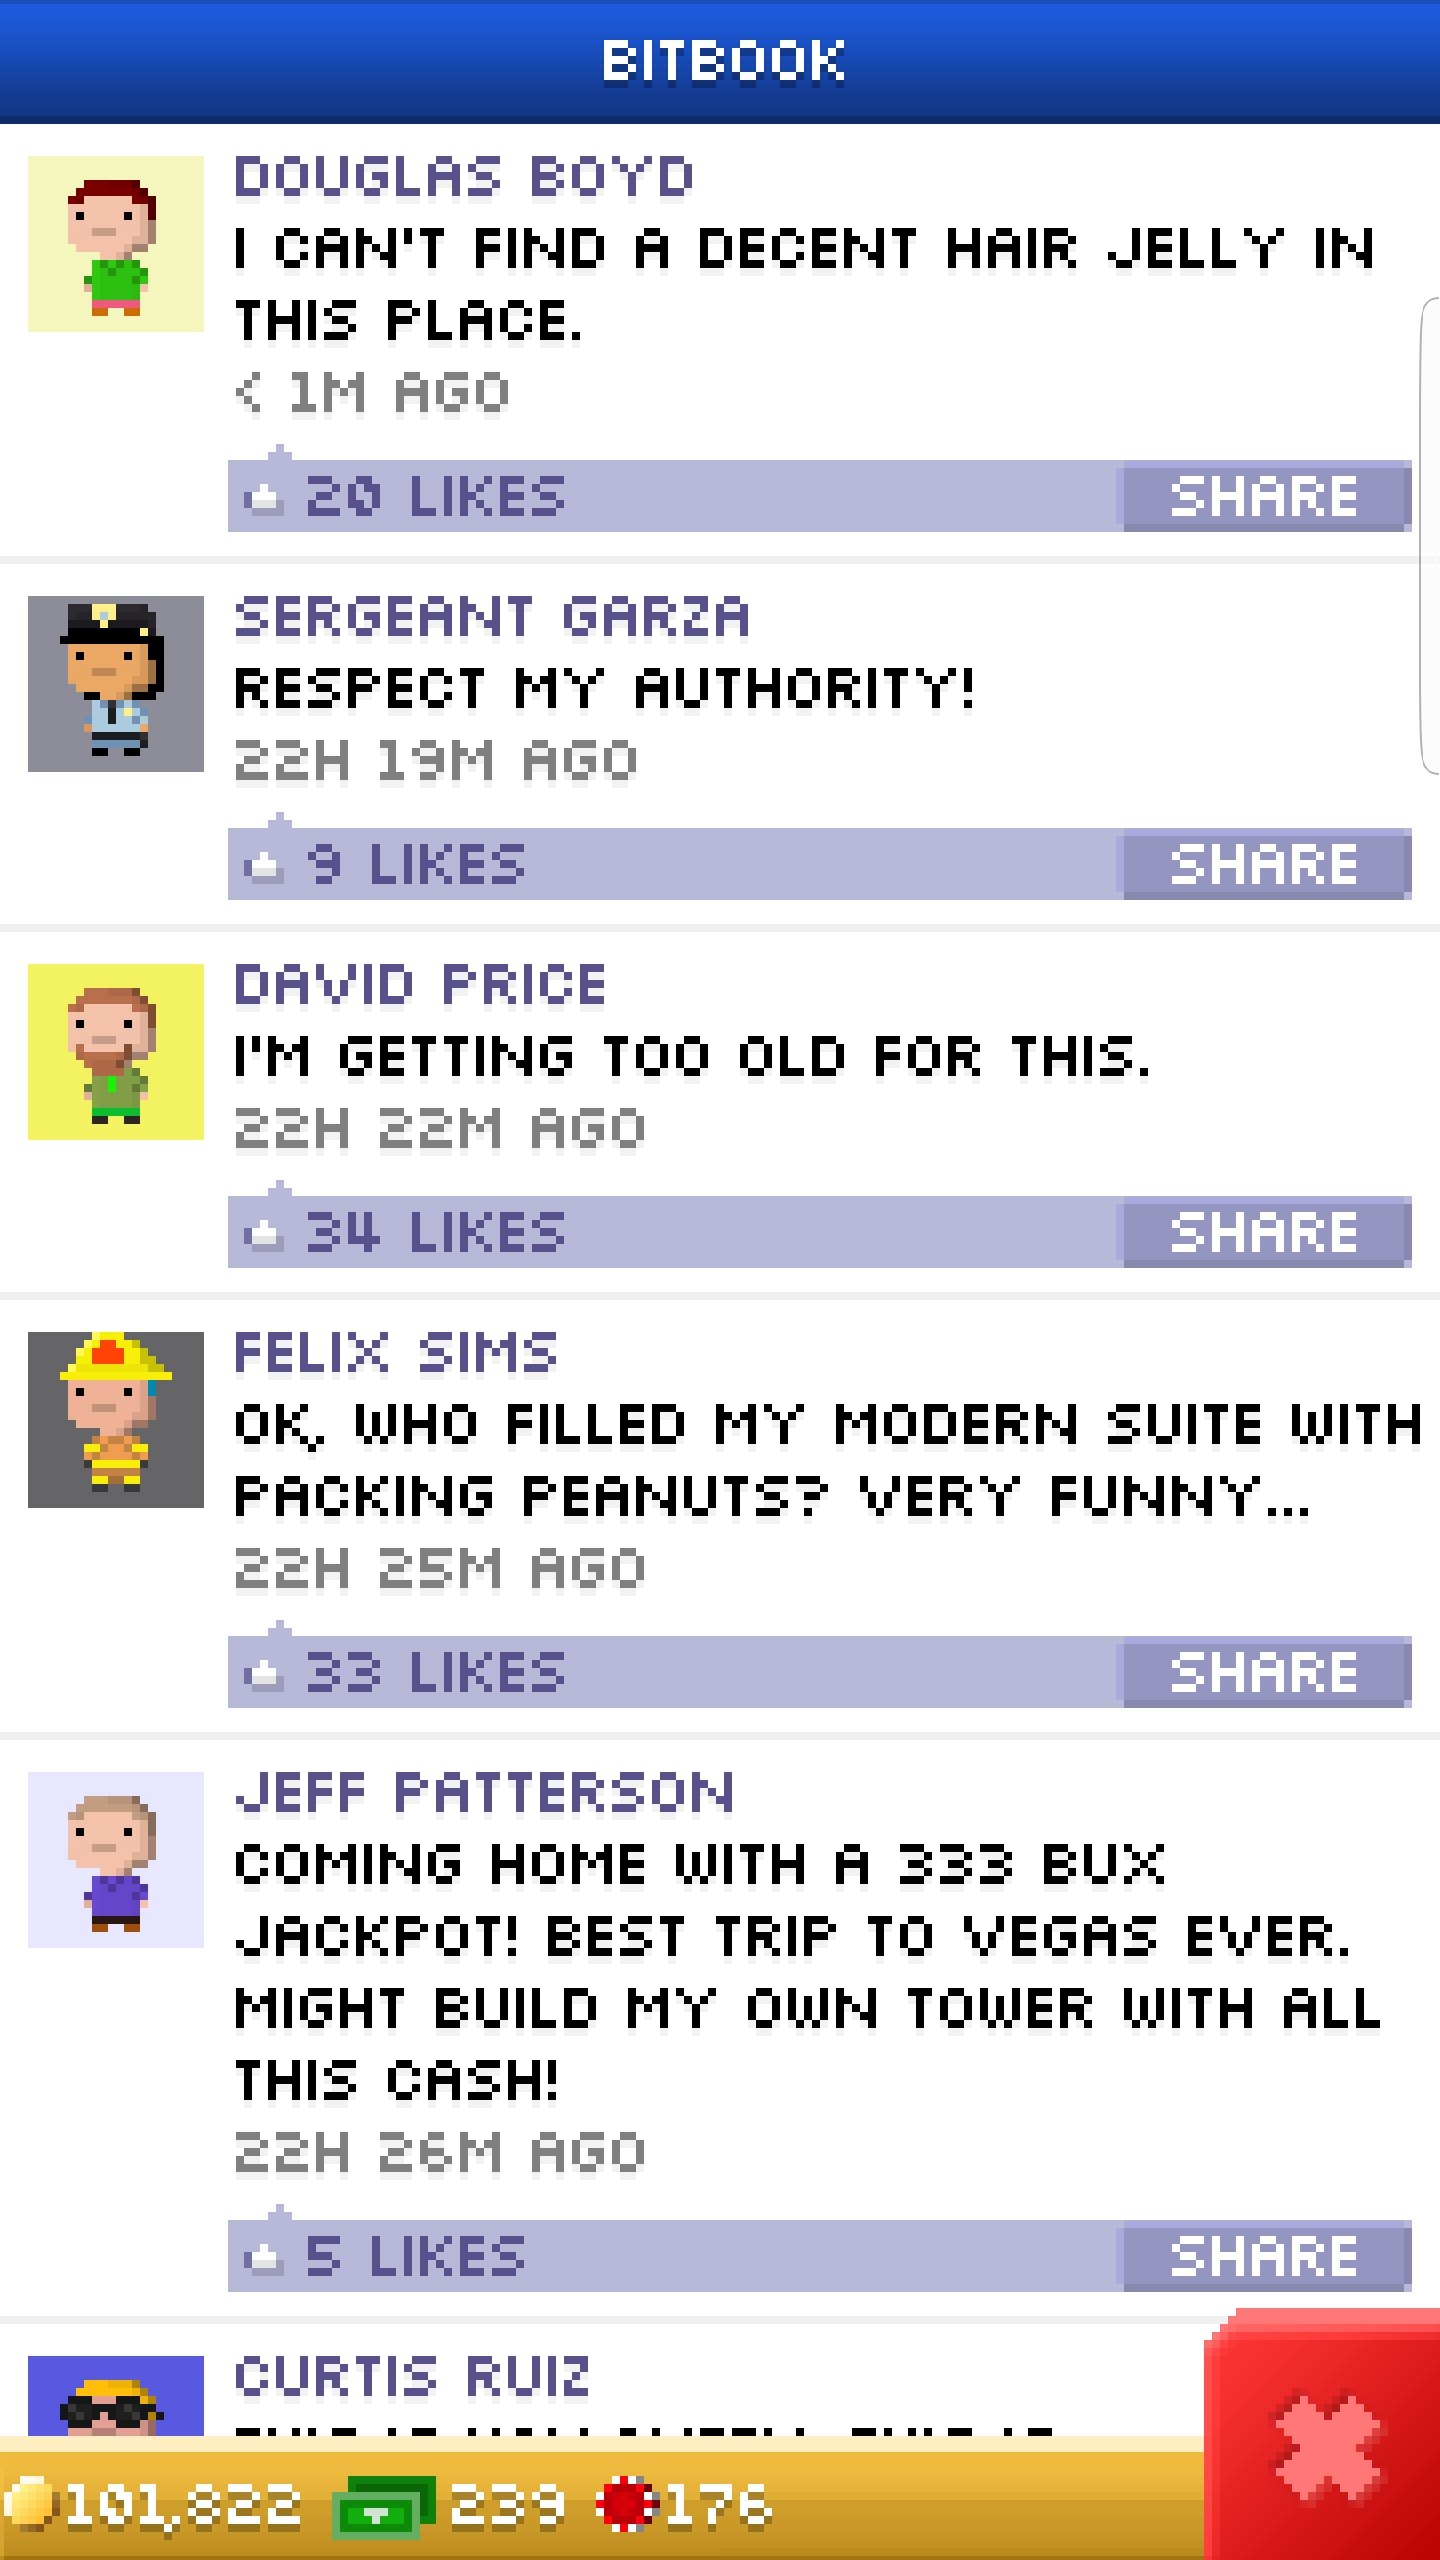 BITBOOK
DOUGLAS BOYD
I CAN'T FIND A DECENT HAIR JELLY IN
THIS PLACE.
< 1M AGO
20 LIKES
SHARE
SERGEANT GARZA
RESPECT MY AUTHORITY!
22H 19M AGO
9 LIKES
SHARE
DAVID PRICE
I'M GETTING TOO OLD FOR THIS.
22H 22M AGO
34 LIKES
SHARE
FELIX SIMS
OK, WHO FILLED MY MODERN SUITE WITH
PACKING PEANUTS? VERY FUNNY...
22H 25M AGO
33 LIKES
SHARE
JEFF PATTERSON
COMING HOME WITH A 333 BUX
JACKPOT! BEST TRIP TO VEGAS EVER.
MIGHT BUILD MY OWN TOWER WITH ALL
THIS CASH!
22H 26M AGO
5 LIKES
SHARE
CURTIS RUIZ
101,822 239 176